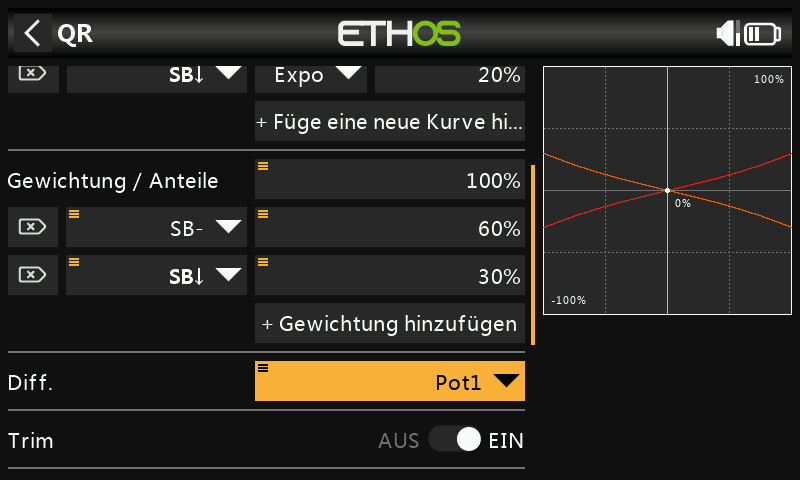 QR
ETHOS
SB↓ Expo 20%
+ Füge eine neue Kurve hi...
Gewichtung / Anteile 100%
SB- 60%
SB↓ 30%
+ Gewichtung hinzufügen
Diff. Pot1
Trim AUS EIN
100%
0%
-100%